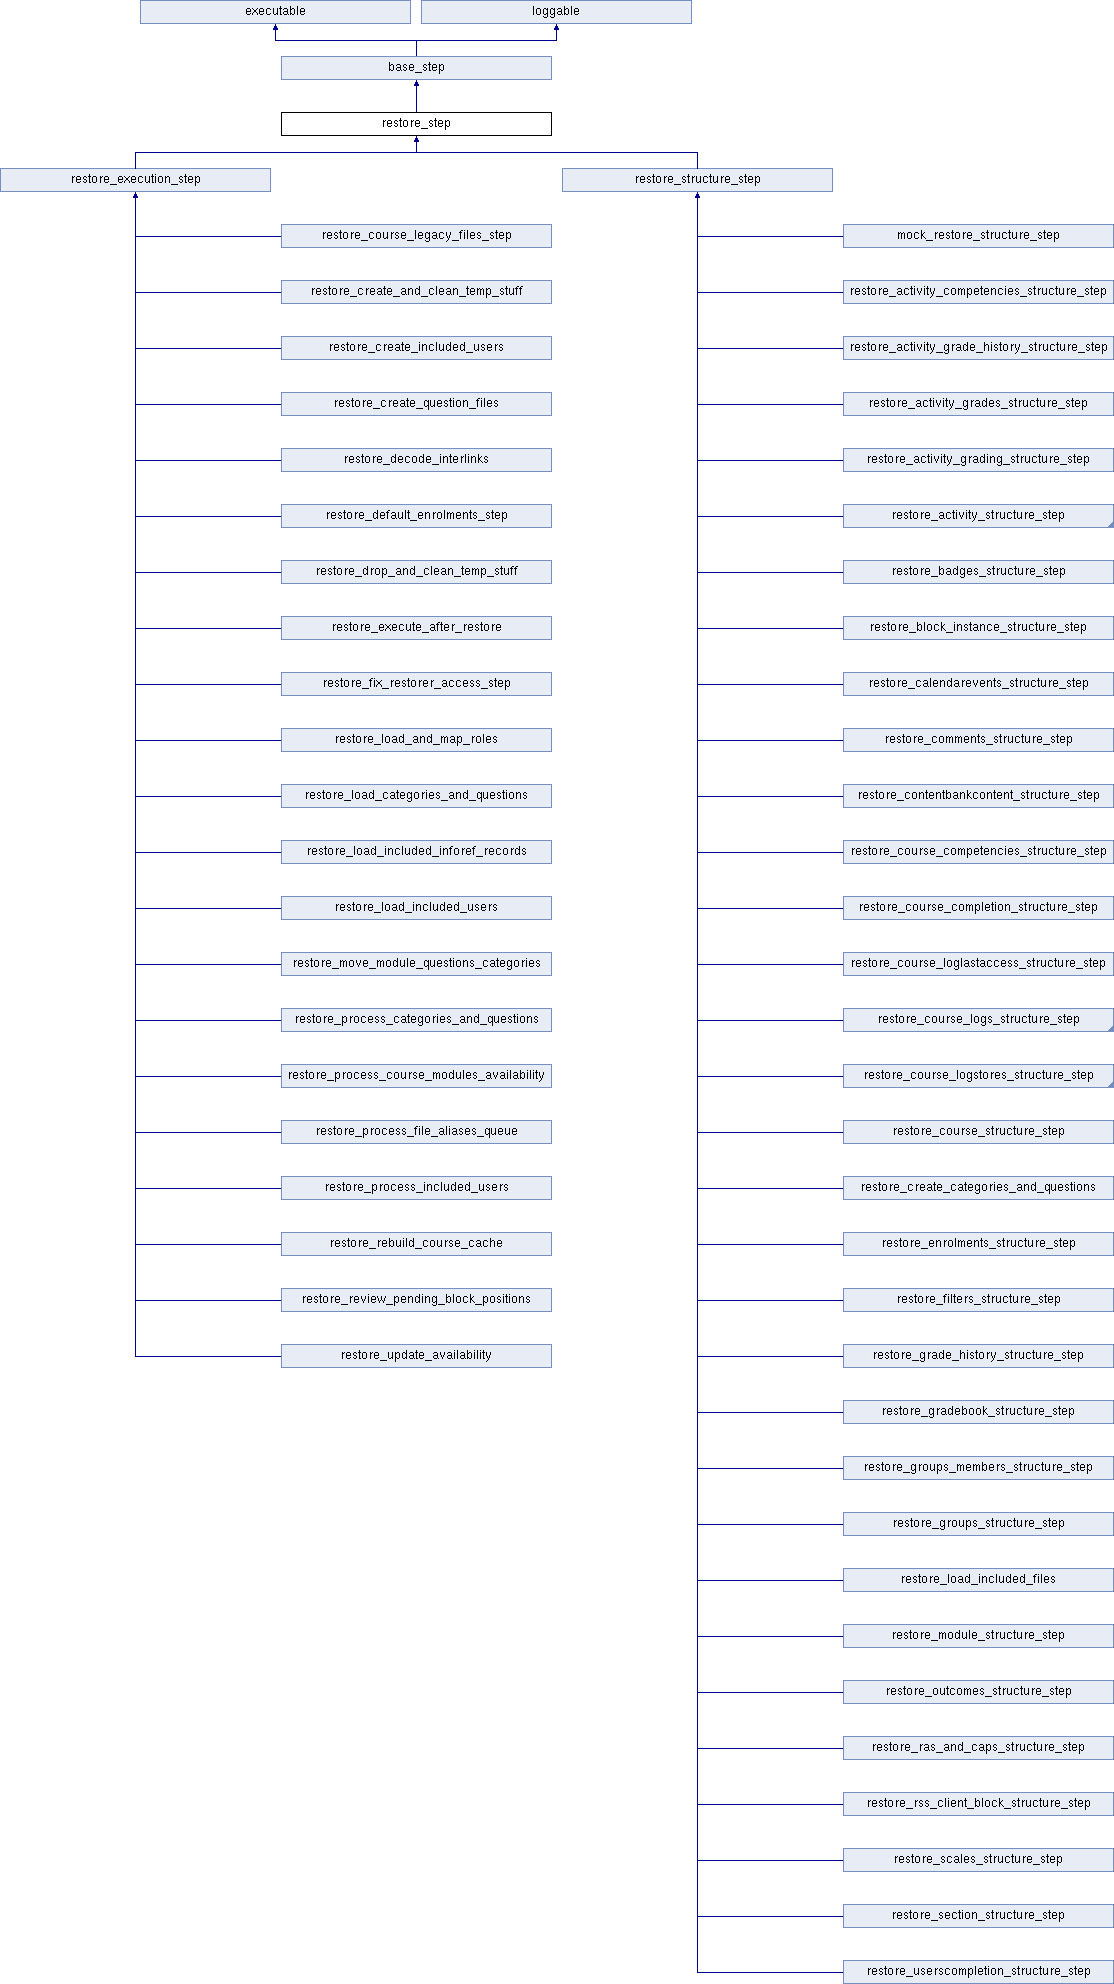 executable
loggable
base_step
restore_step
restore_execution_step
restore_structure_step
restore_course_legacy_files_step
restore_create_and_clean_temp_stuff
restore_create_included_users
restore_create_question_files
restore_decode_interlinks
restore_default_enrolments_step
restore_drop_and_clean_temp_stuff
restore_execute_after_restore
restore_fix_restorer_access_step
restore_load_and_map_roles
restore_load_categories_and_questions
restore_load_included_inforef_records
restore_load_included_users
restore_move_module_questions_categories
restore_process_categories_and_questions
restore_process_course_modules_availability
restore_process_file_aliases_queue
restore_process_included_users
restore_rebuild_course_cache
restore_review_pending_block_positions
restore_update_availability
mock_restore_structure_step
restore_activity_competencies_structure_step
restore_activity_grade_history_structure_step
restore_activity_grades_structure_step
restore_activity_grading_structure_step
restore_activity_structure_step
restore_badges_structure_step
restore_block_instance_structure_step
restore_calendarevents_structure_step
restore_comments_structure_step
restore_contentbankcontent_structure_step
restore_course_competencies_structure_step
restore_course_completion_structure_step
restore_course_loglastaccess_structure_step
restore_course_logs_structure_step
restore_course_logstores_structure_step
restore_course_structure_step
restore_create_categories_and_questions
restore_enrolments_structure_step
restore_filters_structure_step
restore_grade_history_structure_step
restore_gradebook_structure_step
restore_groups_members_structure_step
restore_groups_structure_step
restore_load_included_files
restore_module_structure_step
restore_outcomes_structure_step
restore_ras_and_caps_structure_step
restore_rss_client_block_structure_step
restore_scales_structure_step
restore_section_structure_step
restore_userscompletion_structure_step